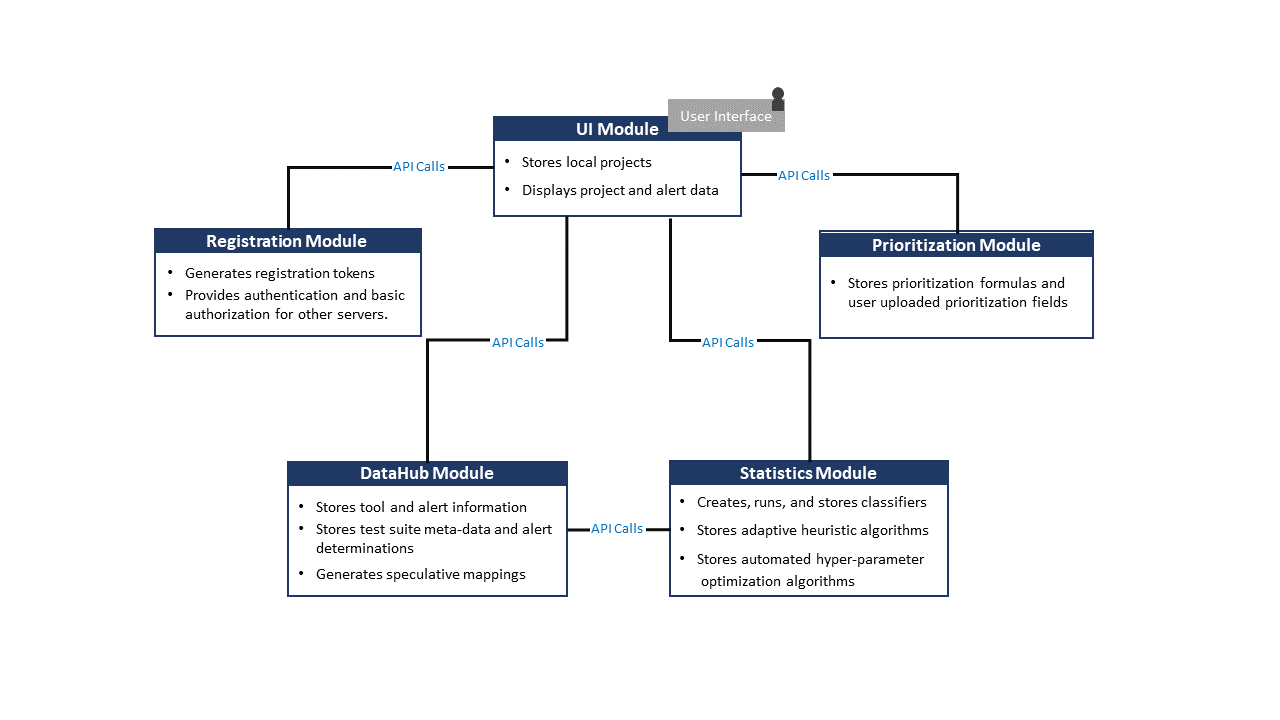 User Interface
UI Module
• Stores local projects
• Displays project and alert data
API Calls
API Calls
Registration Module
• Generates registration tokens
• Provides authentication and basic
authorization for other servers.
Prioritization Module
• Stores prioritization formulas and
user uploaded prioritization fields
API Calls
API Calls
DataHub Module
• Stores tool and alert information
• Stores test suite meta-data and alert
determinations
• Generates speculative mappings
API Calls
Statistics Module
• Creates, runs, and stores classifiers
• Stores adaptive heuristic algorithms
• Stores automated hyper-parameter
optimization algorithms